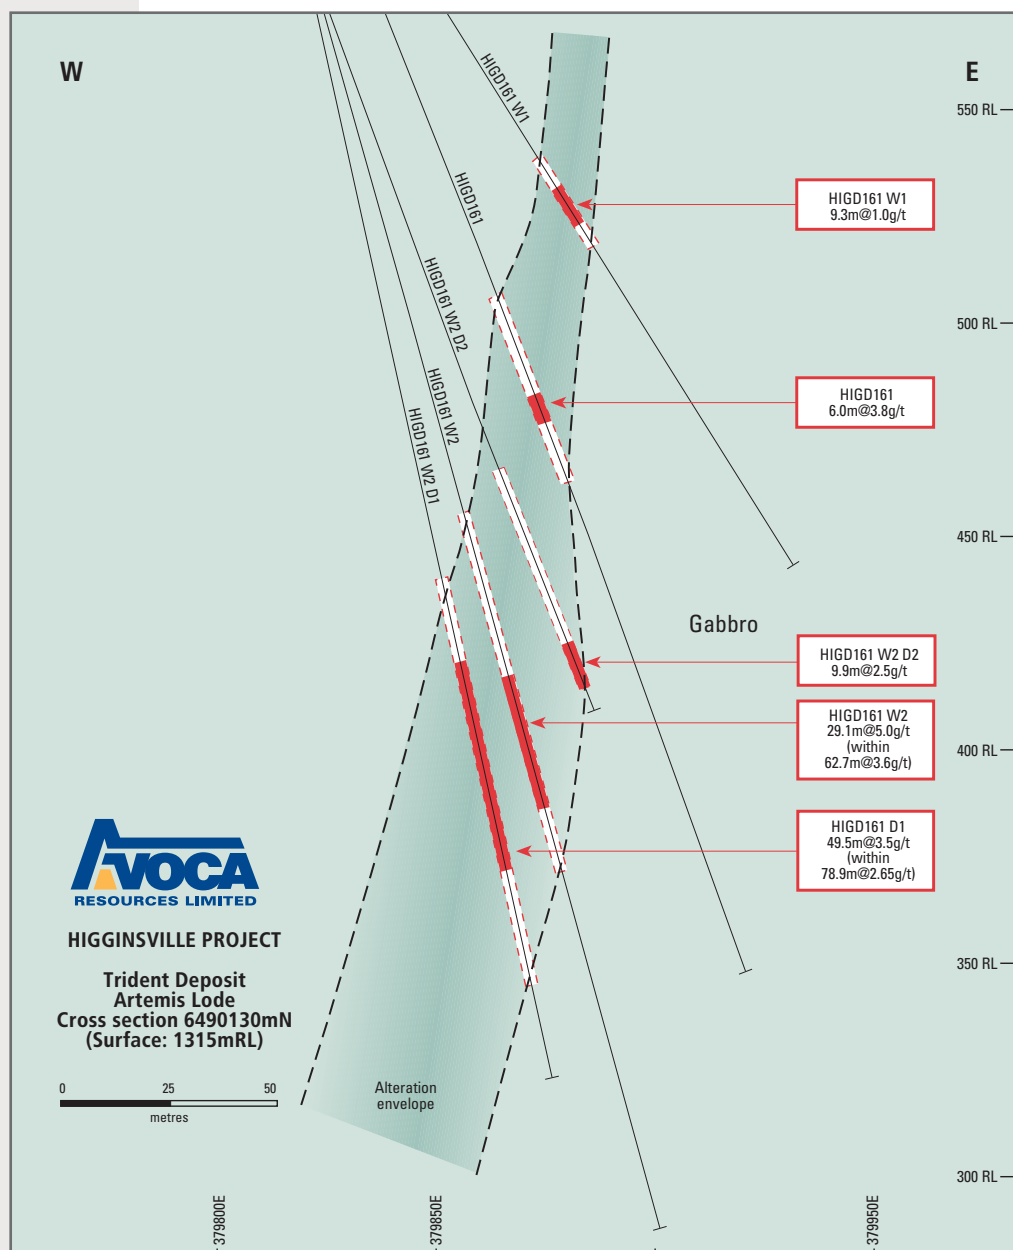 W
E
550 RL
500 RL
450 RL
400 RL
350 RL
300 RL
HIGD161 W1
HIGD161
HIGD161 W2 D2
HIGD161 W2
HIGD161 W2 D1
HIGD161 W1
9.3m@1.0g/t
HIGD161
6.0m@3.8g/t
Gabbro
HIGD161 W2 D2
9.9m@2.5g/t
HIGD161 W2
29.1m@5.0g/t
(within
62.7m@3.6g/t)
HIGD161 D1
49.5m@3.5g/t
(within
78.9m@2.65g/t)
AVOCA
RESOURCES LIMITED
HIGGINSVILLE PROJECT
Trident Deposit
Artemis Lode
Cross section 6490130mN
(Surface: 1315mRL)
0 25 50
metres
Alteration
envelope
379800E
379850E
379950E